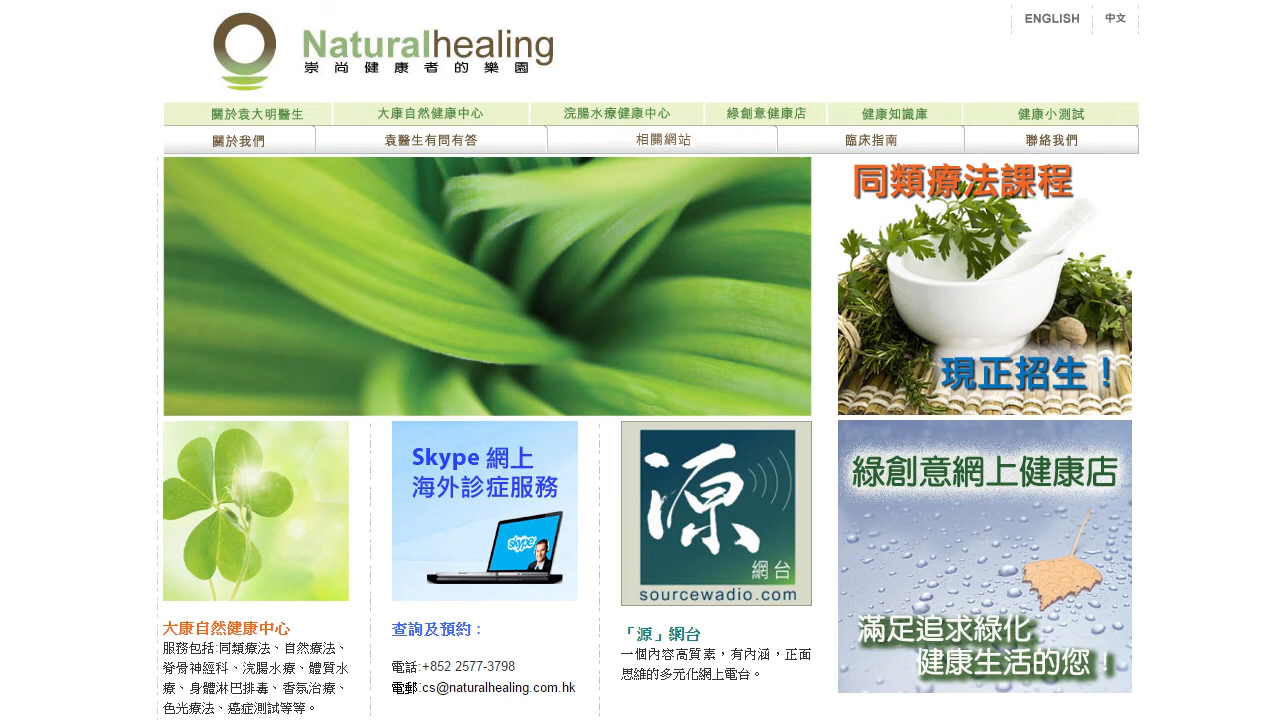 ENGLISH 中文
Naturalhealing
崇尚健康者的樂園
關於袁大明醫生 大康自然健康中心 浣腸水療健康中心 綠創意健康店 健康知識庫 健康小測試
關於我們 袁醫生有問有答 相關網站 臨床指南 聯絡我們
同類療法課程
現正招生！
Skype 網上
海外診症服務
skype
源
網台
sourcewadio.com
綠創意網上健康店
滿足追求綠化
健康生活的您！
大康自然健康中心
服務包括:同類療法、自然療法、
脊骨神經科、浣腸水療、體質水
療、身體淋巴排毒、香氛治療、
色光療法、癌症測試等等。
查詢及預約：
電話:+852 2577-3798
電郵:cs@naturalhealing.com.hk
「源」網台
一個內容高質素，有內涵，正面
思維的多元化網上電台。